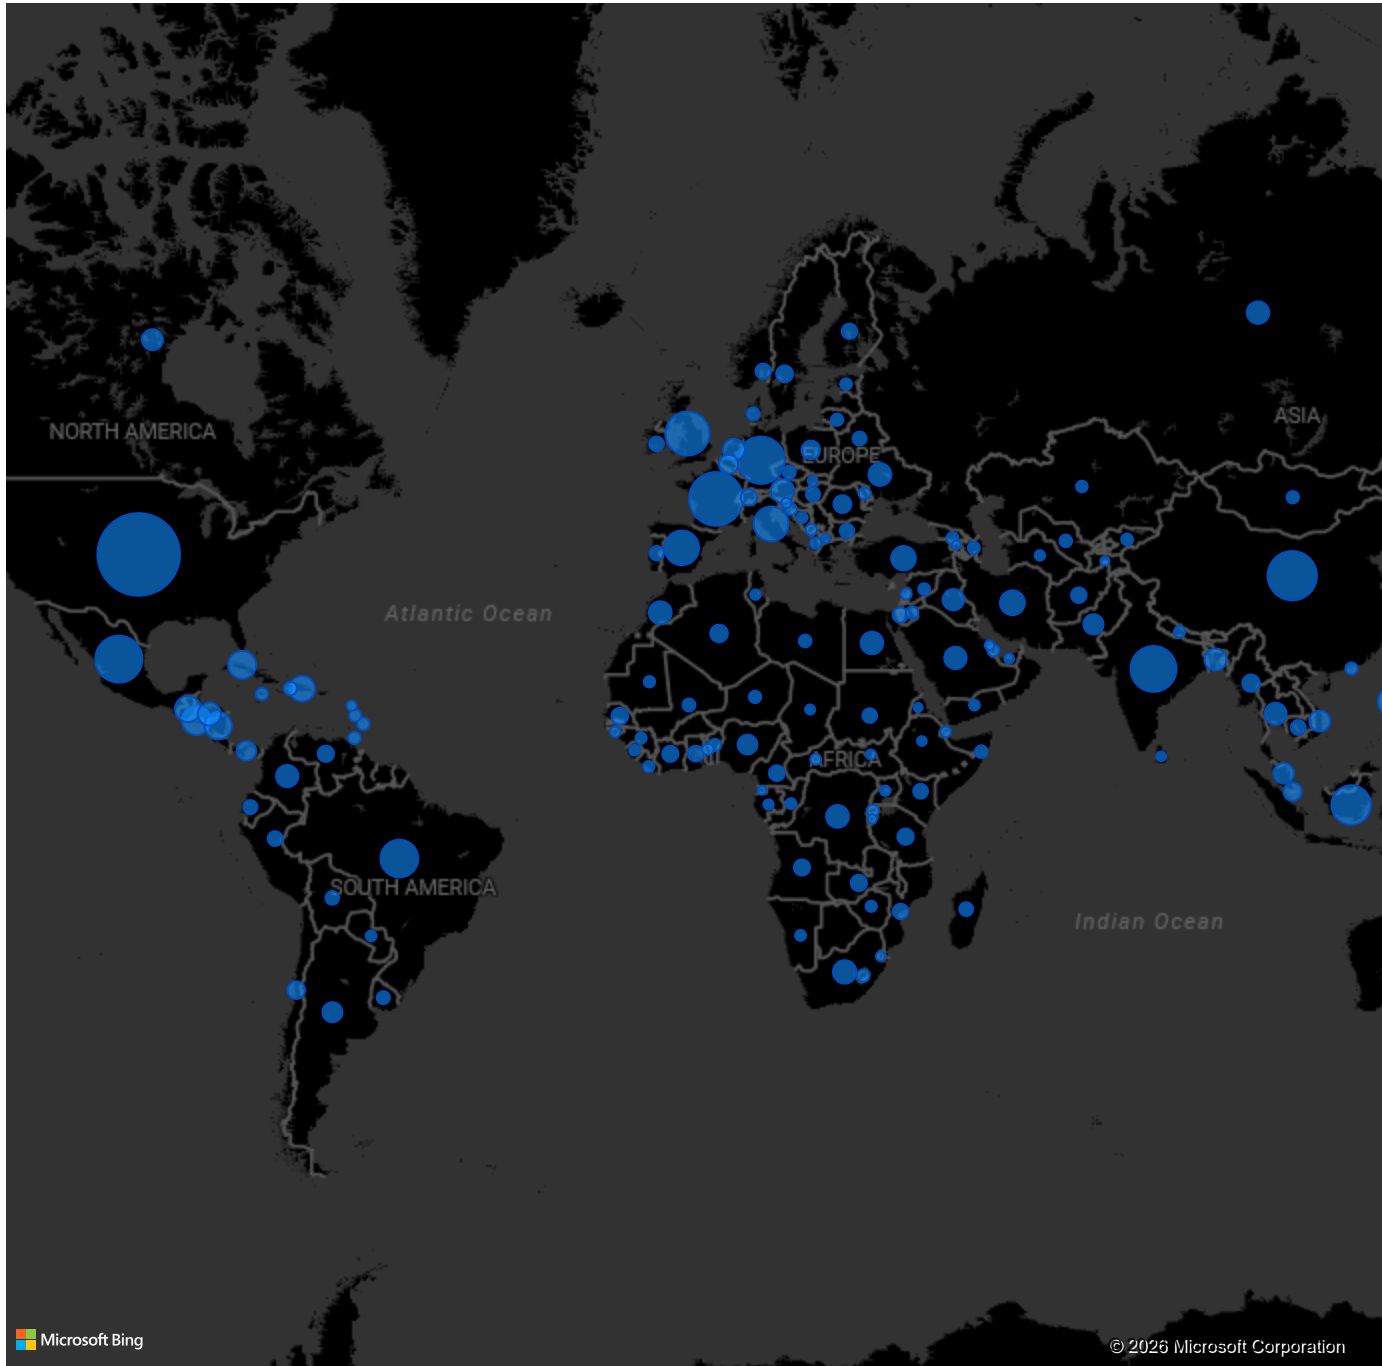 NORTH AMERICA
ASIA
EUROPE
Atlantic Ocean
AFRICA
SOUTH AMERICA
Indian Ocean
Microsoft Bing
© 2026 Microsoft Corporation